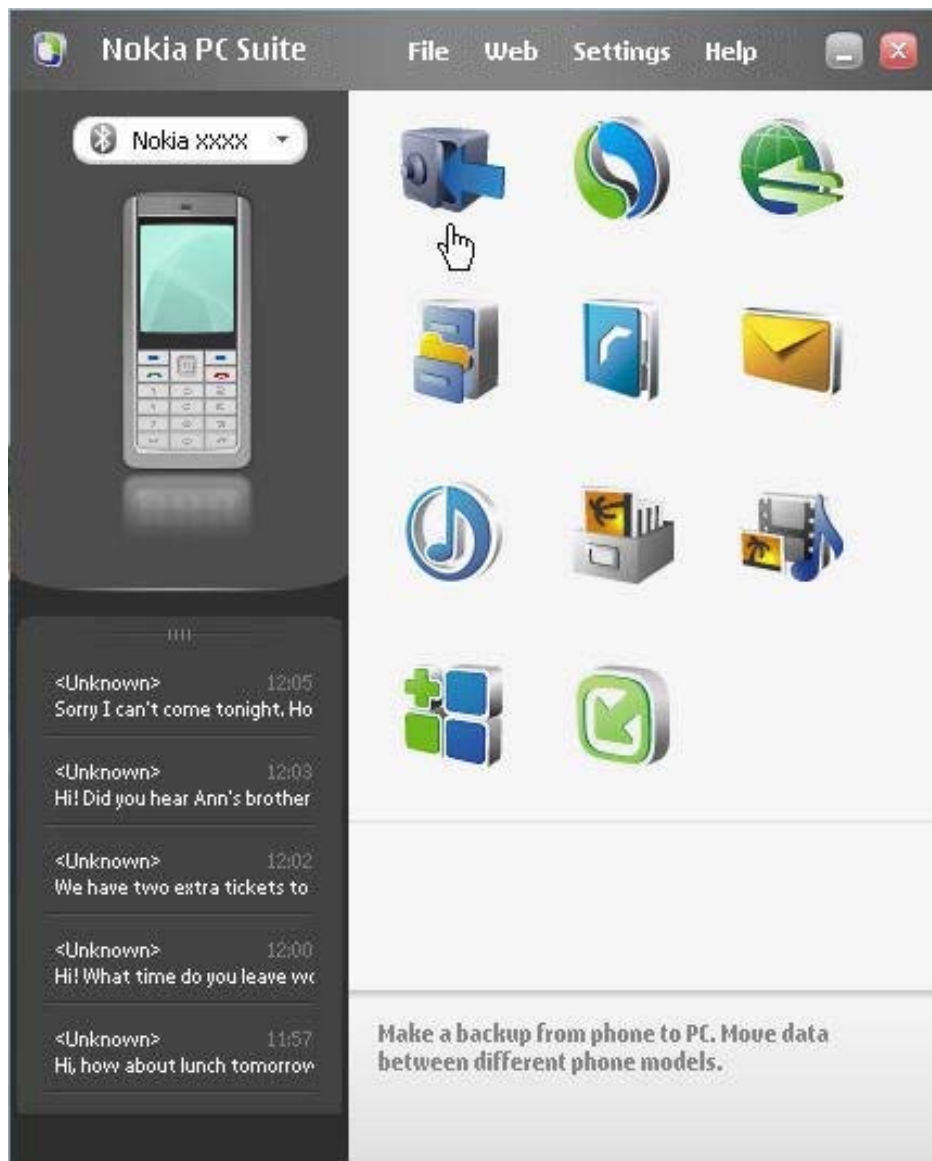 Nokia PC Suite File Web Settings Help
Nokia xxxx
<Unknown> 12:05
Sorry I can't come tonight. Ho
<Unknown> 12:03
Hi! Did you hear Ann's brother
<Unknown> 12:02
We have two extra tickets to
<Unknown> 12:00
Hi! What time do you leave
<Unknown> 11:57
Hi, how about lunch tomorrow
Make a backup from phone to PC. Move data
between different phone models.